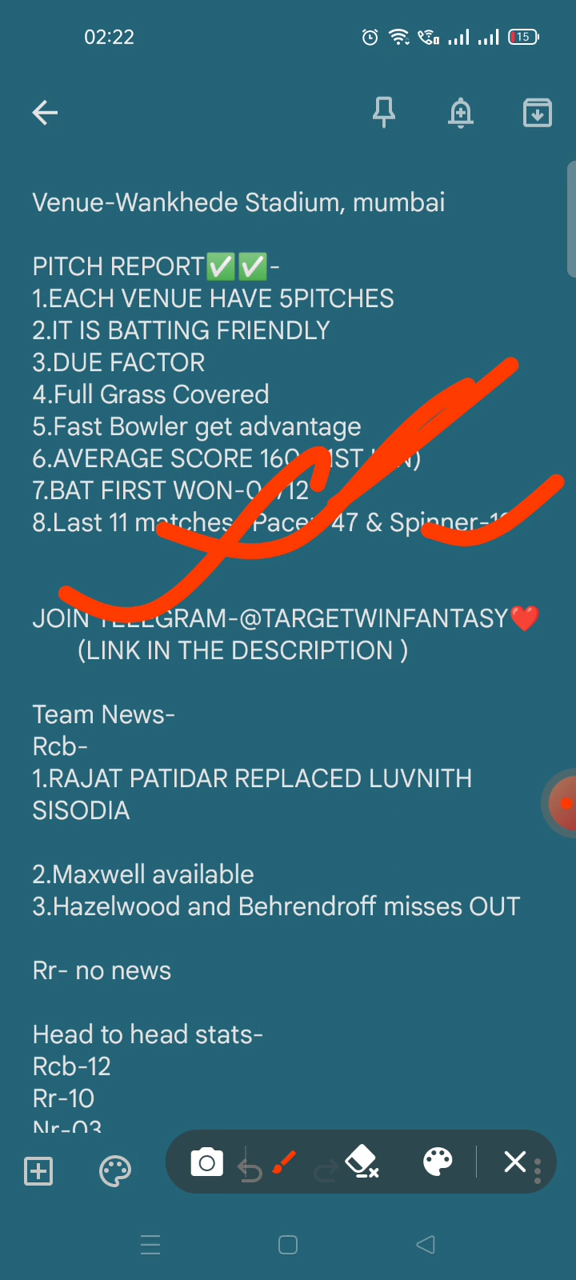 02:22
15
Venue-Wankhede Stadium, mumbai
PITCH REPORT✅✅-
1.EACH VENUE HAVE 5PITCHES
2.IT IS BATTING FRIENDLY
3.DUE FACTOR
4.Full Grass Covered
5.Fast Bowler get advantage
6.AVERAGE SCORE 160
7.BAT FIRST WON-
8.Last 11 matches 47 & Spinner-
JOIN TELEGRAM-@TARGETWINFANTASY❤️
(LINK IN THE DESCRIPTION )
Team News-
Rcb-
1.RAJAT PATIDAR REPLACED LUVNITH
SISODIA
2.Maxwell available
3.Hazelwood and Behrendroff misses OUT
Rr- no news
Head to head stats-
Rcb-12
Rr-10
Nr-03